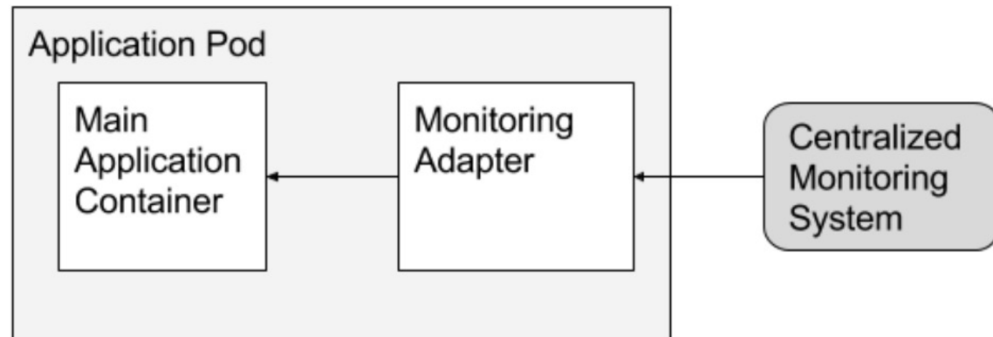 Application Pod
Main
Application
Container
Monitoring
Adapter
Centralized
Monitoring
System